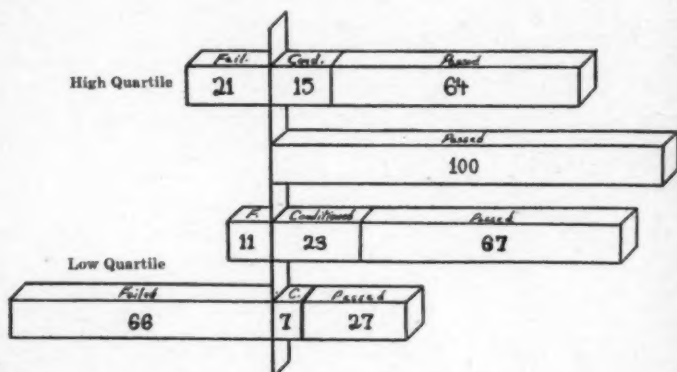 Fail. Cond. Passed
High Quartile 21 15 64
Passed
100
F. Conditioned Passed
11 23 67
Low Quartile
Failed C. Passed
66 7 27